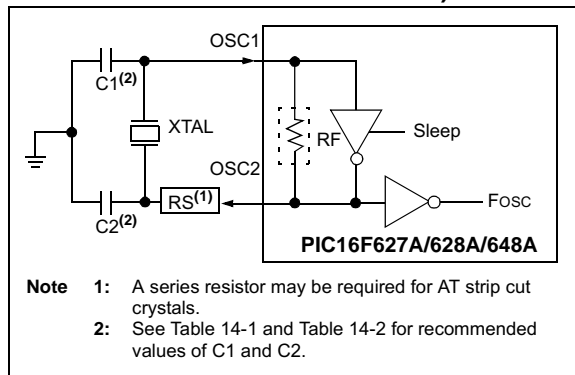 OSC1
C1(2)
XTAL
RF
Sleep
OSC2
RS(1)
C2(2)
FOSC
PIC16F627A/628A/648A
Note 1: A series resistor may be required for AT strip cut
crystals.
2: See Table 14-1 and Table 14-2 for recommended
values of C1 and C2.